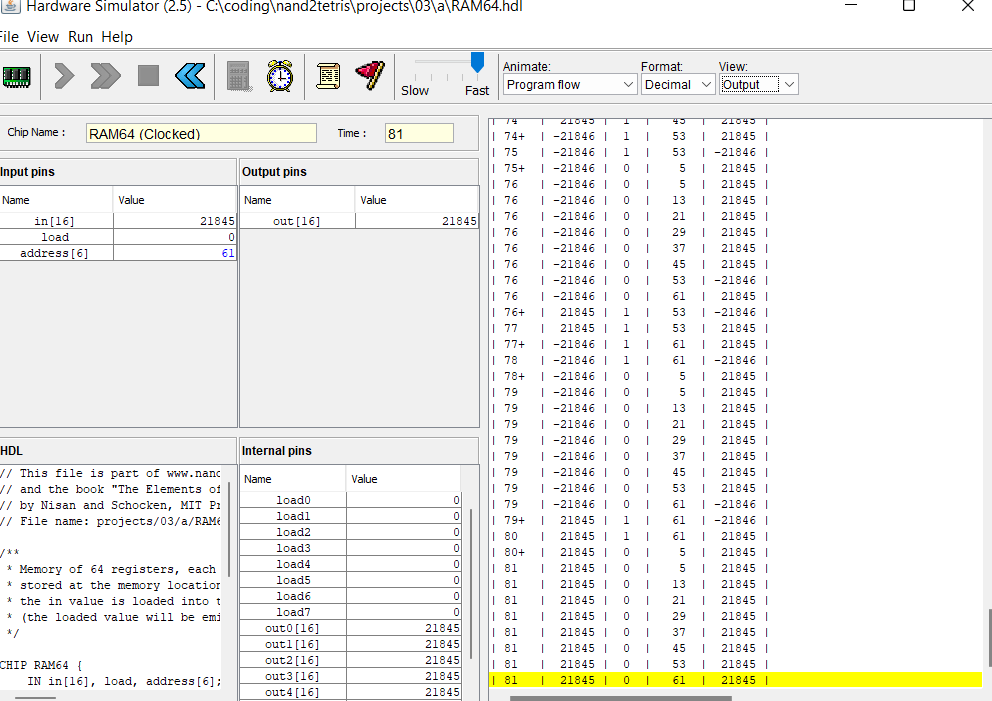 Hardware Simulator (2.5) - C:\coding\nand2tetris\projects\03\a\RAM64.hdl
File View Run Help
Slow Fast
Animate:
Program flow
Format:
Decimal
View:
Output
Chip Name :
RAM64 (Clocked)
Time :
81
Input pins
Name Value
in[16] 21845
load 0
address[6] 61
Output pins
Name Value
out[16] 21845
HDL
// This file is part of www.nand
// and the book "The Elements of
// by Nisan and Schocken, MIT Pr
// File name: projects/03/a/RAM6
/**
* Memory of 64 registers, each
* stored at the memory location
* the in value is loaded into t
* (the loaded value will be emi
*/
CHIP RAM64 {
IN in[16], load, address[6];
Internal pins
Name Value
load0 0
load1 0
load2 0
load3 0
load4 0
load5 0
load6 0
load7 0
out0[16] 21845
out1[16] 21845
out2[16] 21845
out3[16] 21845
out4[16] 21845
| 74 | 21845 | 1 | 45 | 21845 |
| 74+ | -21846 | 1 | 53 | 21845 |
| 75 | -21846 | 1 | 53 | -21846 |
| 75+ | -21846 | 0 | 5 | 21845 |
| 76 | -21846 | 0 | 5 | 21845 |
| 76 | -21846 | 0 | 13 | 21845 |
| 76 | -21846 | 0 | 21 | 21845 |
| 76 | -21846 | 0 | 29 | 21845 |
| 76 | -21846 | 0 | 37 | 21845 |
| 76 | -21846 | 0 | 45 | 21845 |
| 76 | -21846 | 0 | 53 | -21846 |
| 76 | -21846 | 0 | 61 | 21845 |
| 76+ | 21845 | 1 | 53 | -21846 |
| 77 | 21845 | 1 | 53 | 21845 |
| 77+ | -21846 | 1 | 61 | 21845 |
| 78 | -21846 | 1 | 61 | -21846 |
| 78+ | -21846 | 0 | 5 | 21845 |
| 79 | -21846 | 0 | 5 | 21845 |
| 79 | -21846 | 0 | 13 | 21845 |
| 79 | -21846 | 0 | 21 | 21845 |
| 79 | -21846 | 0 | 29 | 21845 |
| 79 | -21846 | 0 | 37 | 21845 |
| 79 | -21846 | 0 | 45 | 21845 |
| 79 | -21846 | 0 | 53 | 21845 |
| 79 | -21846 | 0 | 61 | -21846 |
| 79+ | 21845 | 1 | 61 | -21846 |
| 80 | 21845 | 1 | 61 | 21845 |
| 80+ | 21845 | 0 | 5 | 21845 |
| 81 | 21845 | 0 | 5 | 21845 |
| 81 | 21845 | 0 | 13 | 21845 |
| 81 | 21845 | 0 | 21 | 21845 |
| 81 | 21845 | 0 | 29 | 21845 |
| 81 | 21845 | 0 | 37 | 21845 |
| 81 | 21845 | 0 | 45 | 21845 |
| 81 | 21845 | 0 | 53 | 21845 |
| 81 | 21845 | 0 | 61 | 21845 |